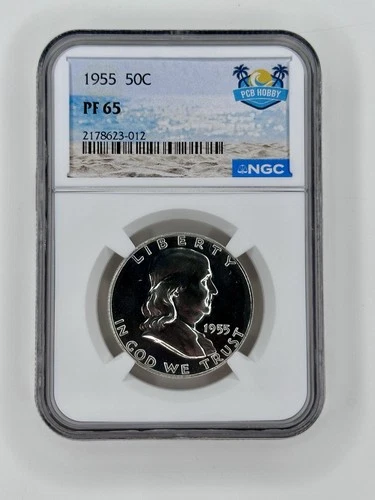 1955 50C
PF 65
2178623-012
PCB HOBBY
NGC
LIBERTY
1955
IN GOD WE TRUST